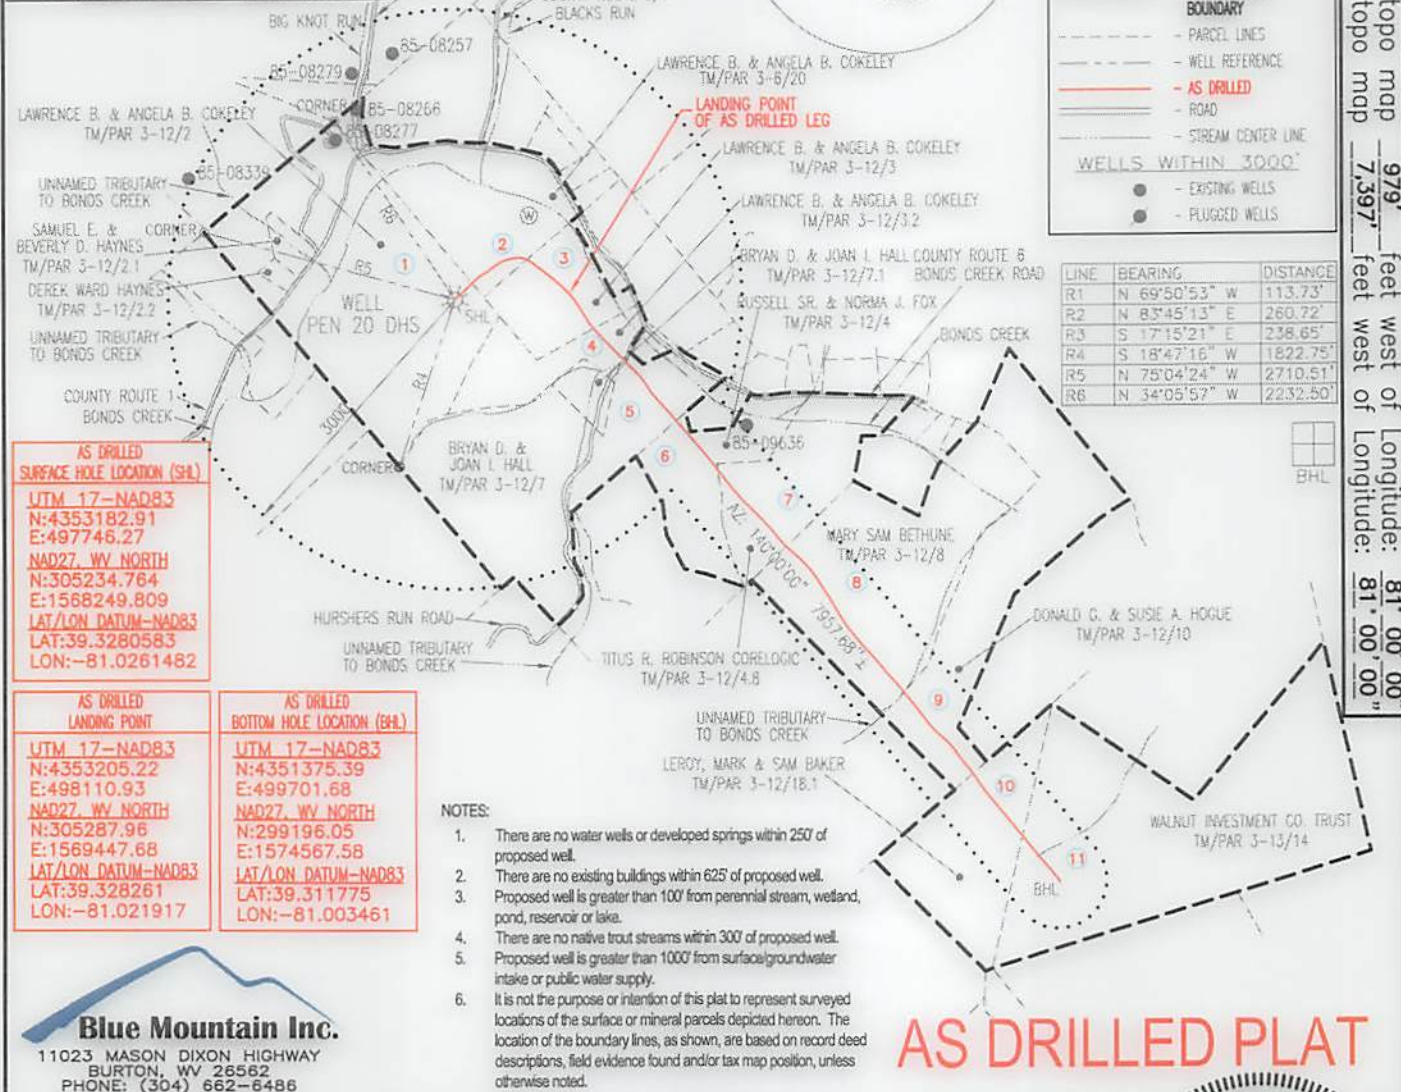 BIG KNOT RUN
BLACKS RUN
85-08257
85-08279
CORNER
85-08266
08277
85-08339
LAWRENCE B. & ANGELA B. COKELEY
TM/PAR 3-12/2
UNNAMED TRIBUTARY
TO BONDS CREEK
SAMUEL E. &
BEVERLY D. HAYNES
TM/PAR 3-12/2.1
CORNER
DEREK WARD HAYNES
TM/PAR 3-12/2.2
UNNAMED TRIBUTARY
TO BONDS CREEK
COUNTY ROUTE 1
BONDS CREEK
LAWRENCE B. & ANGELA B. COKELEY
TM/PAR 3-6/20
LANDING POINT
OF AS DRILLED LEG
LAWRENCE B. & ANGELA B. COKELEY
TM/PAR 3-12/3
LAWRENCE B. & ANGELA B. COKELEY
TM/PAR 3-12/3.2
BRYAN D. & JOAN I. HALL
TM/PAR 3-12/7.1
COUNTY ROUTE 6
BONDS CREEK ROAD
RUSSELL SR. & NORMA J. FOX
TM/PAR 3-12/4
BONDS CREEK
R6
R5
R4
W
1
2
3
4
5
6
7
8
9
10
11
WELL
PEN 20 DHS
SHL
3000'
CORNER
BRYAN D. &
JOAN I. HALL
TM/PAR 3-12/7
85-09636
AZ: 140°00'00" 7957.68'±
MARY SAM BETHUNE
TM/PAR 3-12/8
DONALD G. & SUSIE A. HOGUE
TM/PAR 3-12/10
HURSHERS RUN ROAD
UNNAMED TRIBUTARY
TO BONDS CREEK
TITUS R. ROBINSON CORELOGIC
TM/PAR 3-12/4.8
UNNAMED TRIBUTARY
TO BONDS CREEK
LEROY, MARK & SAM BAKER
TM/PAR 3-12/18.1
WALNUT INVESTMENT CO. TRUST
TM/PAR 3-13/14
BHL
BOUNDARY
- PARCEL LINES
- WELL REFERENCE
- AS DRILLED
- ROAD
- STREAM CENTER LINE
WELLS WITHIN 3000'
- EXISTING WELLS
- PLUGGED WELLS
LINE BEARING DISTANCE
R1 N 69°50'53" W 113.73'
R2 N 83°45'13" E 260.72'
R3 S 17°15'21" E 238.65'
R4 S 18°47'16" W 1822.75'
R5 N 75°04'24" W 2710.51'
R6 N 34°05'57" W 2232.50'
BHL
topo map 979' feet west of Longitude: 81° 00' 00"
topo map 7,397' feet west of Longitude: 81° 00' 00"
AS DRILLED
SURFACE HOLE LOCATION (SHL)
UTM 17-NAD83
N:4353182.91
E:497746.27
NAD27, WV NORTH
N:305234.764
E:1568249.809
LAT/LON DATUM-NAD83
LAT:39.3280583
LON:-81.0261482
AS DRILLED
LANDING POINT
UTM 17-NAD83
N:4353205.22
E:498110.93
NAD27, WV NORTH
N:305287.96
E:1569447.68
LAT/LON DATUM-NAD83
LAT:39.328261
LON:-81.021917
AS DRILLED
BOTTOM HOLE LOCATION (BHL)
UTM 17-NAD83
N:4351375.39
E:499701.68
NAD27, WV NORTH
N:299196.05
E:1574567.58
LAT/LON DATUM-NAD83
LAT:39.311775
LON:-81.003461
Blue Mountain Inc.
11023 MASON DIXON HIGHWAY
BURTON, WV 26562
PHONE: (304) 662-6486
NOTES:
1. There are no water wells or developed springs within 250' of
proposed well.
2. There are no existing buildings within 625' of proposed well.
3. Proposed well is greater than 100' from perennial stream, wetland,
pond, reservoir or lake.
4. There are no native trout streams within 300' of proposed well.
5. Proposed well is greater than 1000' from surface/groundwater
intake or public water supply.
6. It is not the purpose or intention of this plat to represent surveyed
locations of the surface or mineral parcels depicted hereon. The
location of the boundary lines, as shown, are based on record deed
descriptions, field evidence found and/or tax map position, unless
otherwise noted.
AS DRILLED PLAT